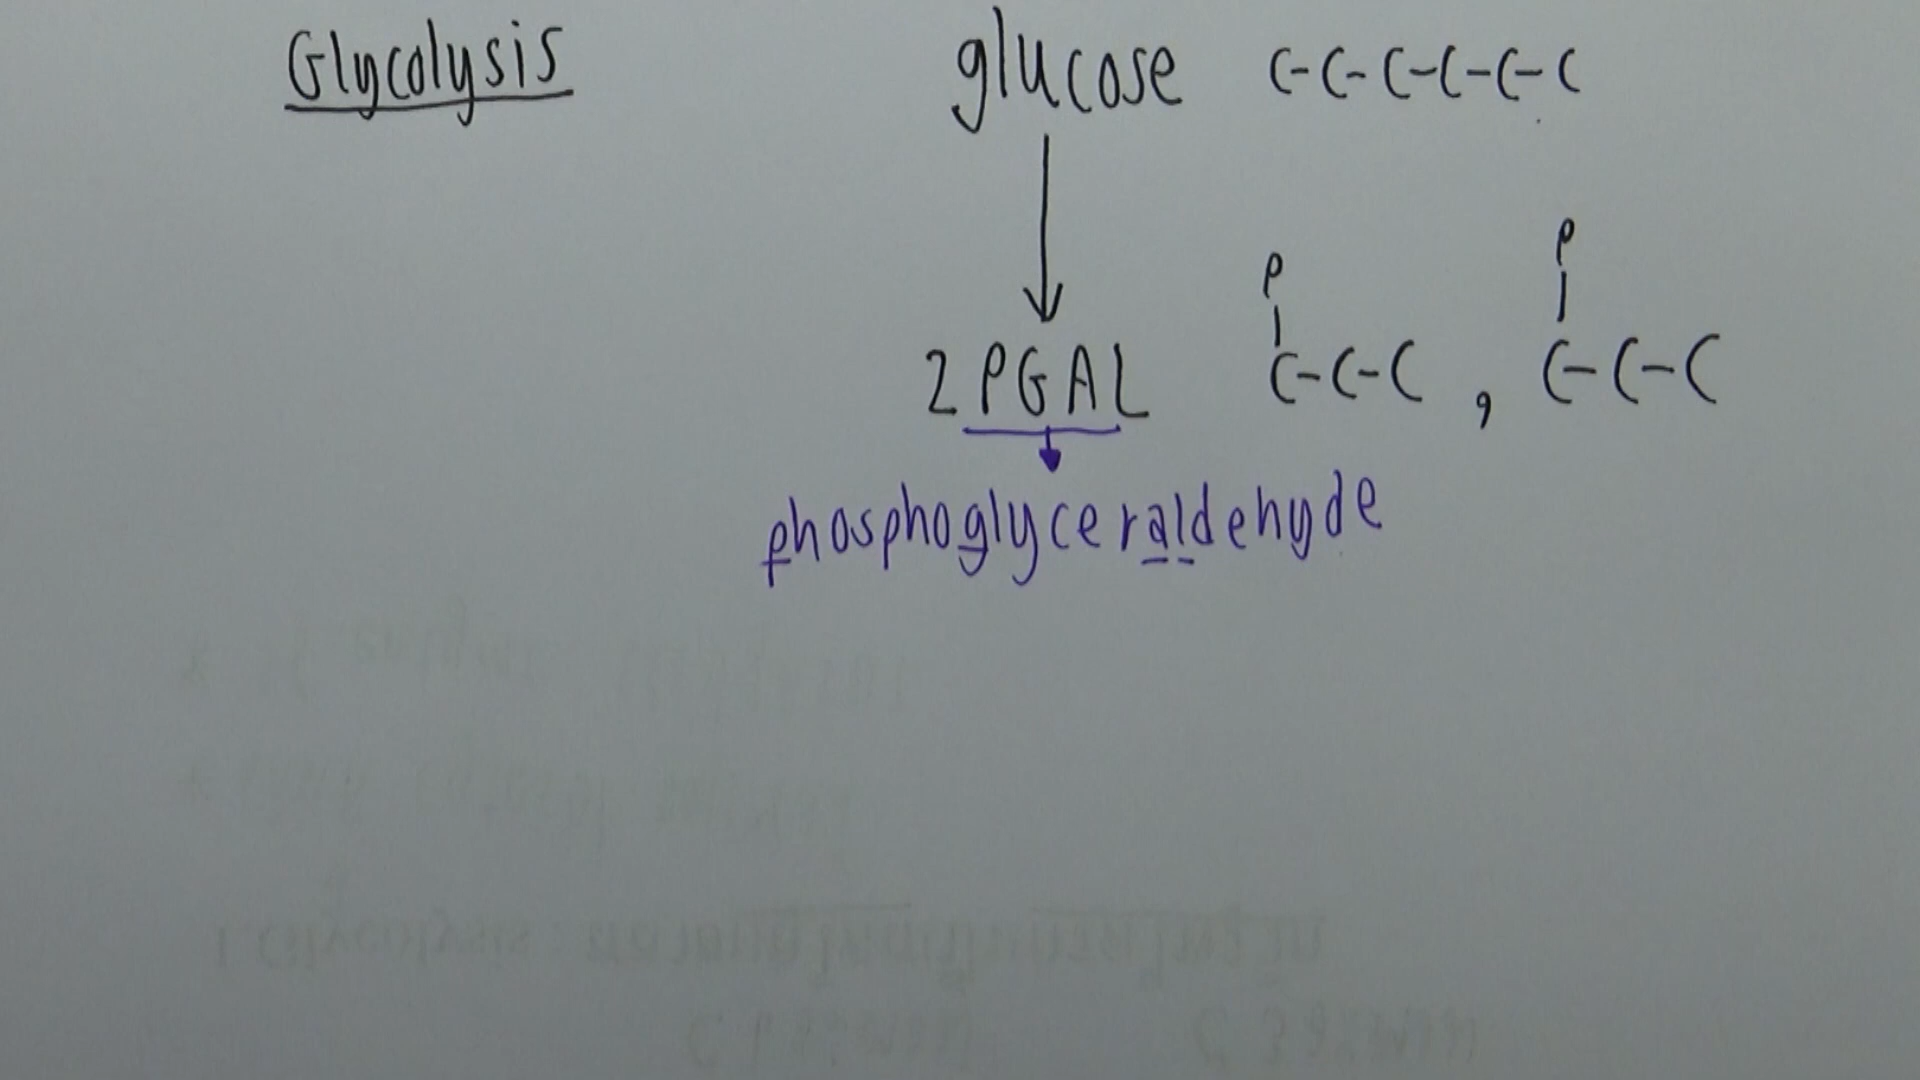 Glycolysis
glucose C-C-C-C-C-C
P P
2 PGAL C-C-C , C-C-C
phosphoglyceraldehyde